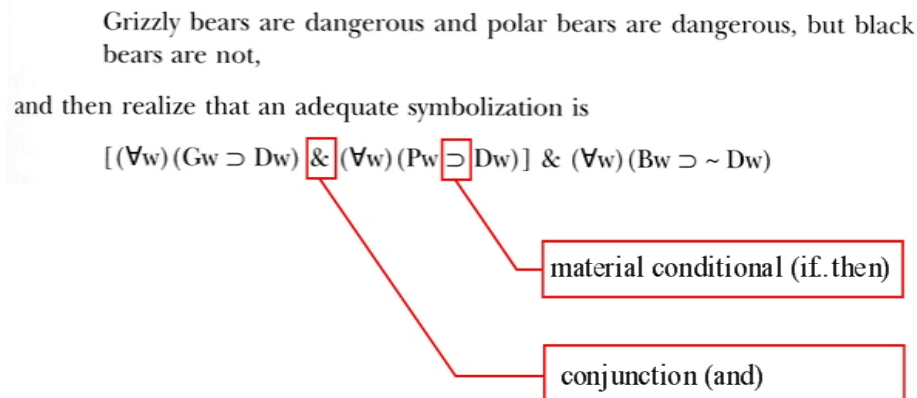 Grizzly bears are dangerous and polar bears are dangerous, but black
bears are not,
and then realize that an adequate symbolization is
[(∀w)(Gw ⊃ Dw) & (∀w)(Pw ⊃ Dw)] & (∀w)(Bw ⊃ ~ Dw)
material conditional (if..then)
conjunction (and)